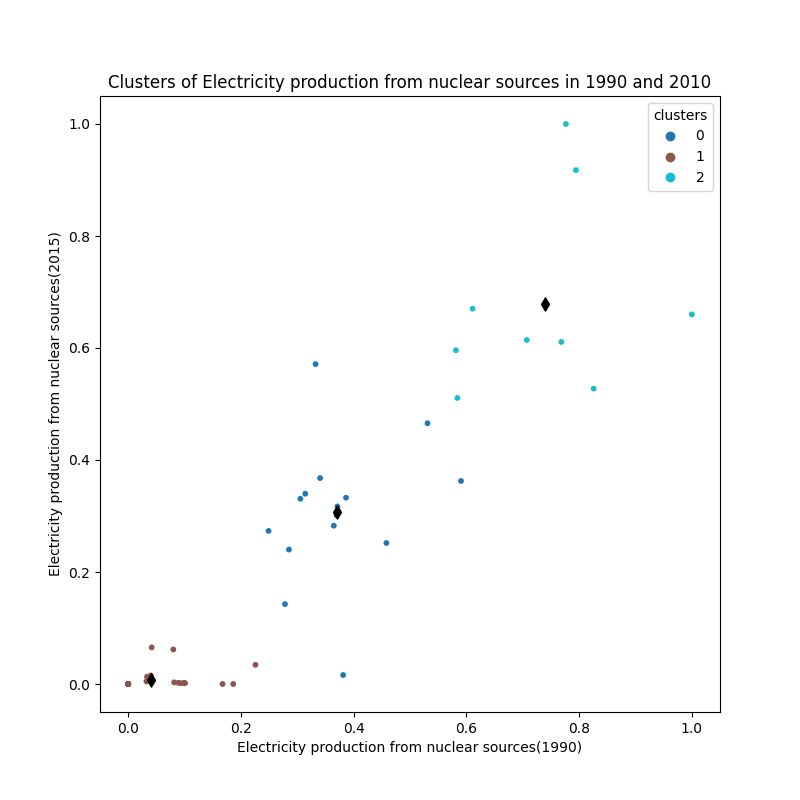 Clusters of Electricity production from nuclear sources in 1990 and 2010
clusters
0
1
2
Electricity production from nuclear sources(2015)
1.0
0.8
0.6
0.4
0.2
0.0
0.0 0.2 0.4 0.6 0.8 1.0
Electricity production from nuclear sources(1990)